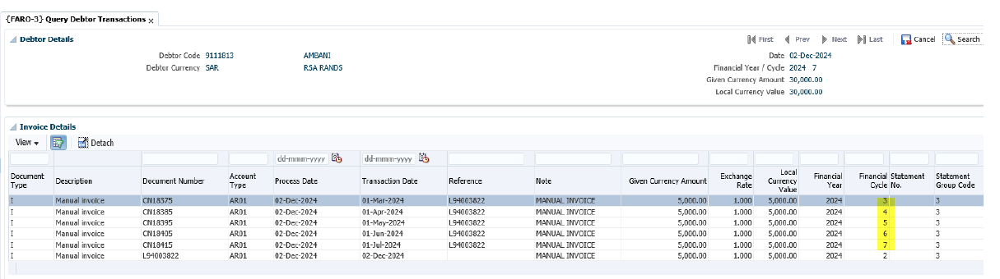 {FARO-3} Query Debtor Transactions x
Debtor Details First Prev Next Last Cancel Search
Debtor Code 9111813 AMBANI Date 02-Dec-2024
Debtor Currency SAR RSA RANDS Financial Year / Cycle 2024 7
Given Currency Amount 30,000.00
Local Currency Value 30,000.00
Invoice Details
View Detach
dd-mmm-yyyy dd-mmm-yyyy
Document Type Description Document Number Account Type Process Date Transaction Date Reference Note Given Currency Amount Exchange Rate Local Currency Value Financial Year Financial Cycle Statement No. Statement Group Code
I Manual invoice CN18375 AR01 02-Dec-2024 01-Mar-2024 L94003822 MANUAL INVOICE 5,000.00 1.000 5,000.00 2024 3 3
I Manual invoice CN18385 AR01 02-Dec-2024 01-Apr-2024 L94003822 MANUAL INVOICE 5,000.00 1.000 5,000.00 2024 4 3
I Manual invoice CN18395 AR01 02-Dec-2024 01-May-2024 L94003822 MANUAL INVOICE 5,000.00 1.000 5,000.00 2024 5 3
I Manual invoice CN18405 AR01 02-Dec-2024 01-Jun-2024 L94003822 MANUAL INVOICE 5,000.00 1.000 5,000.00 2024 6 3
I Manual invoice CN18415 AR01 02-Dec-2024 01-Jul-2024 L94003822 MANUAL INVOICE 5,000.00 1.000 5,000.00 2024 7 3
I Manual invoice L94003822 AR01 02-Dec-2024 02-Dec-2024 MANUAL INVOICE 5,000.00 1.000 5,000.00 2024 2 3